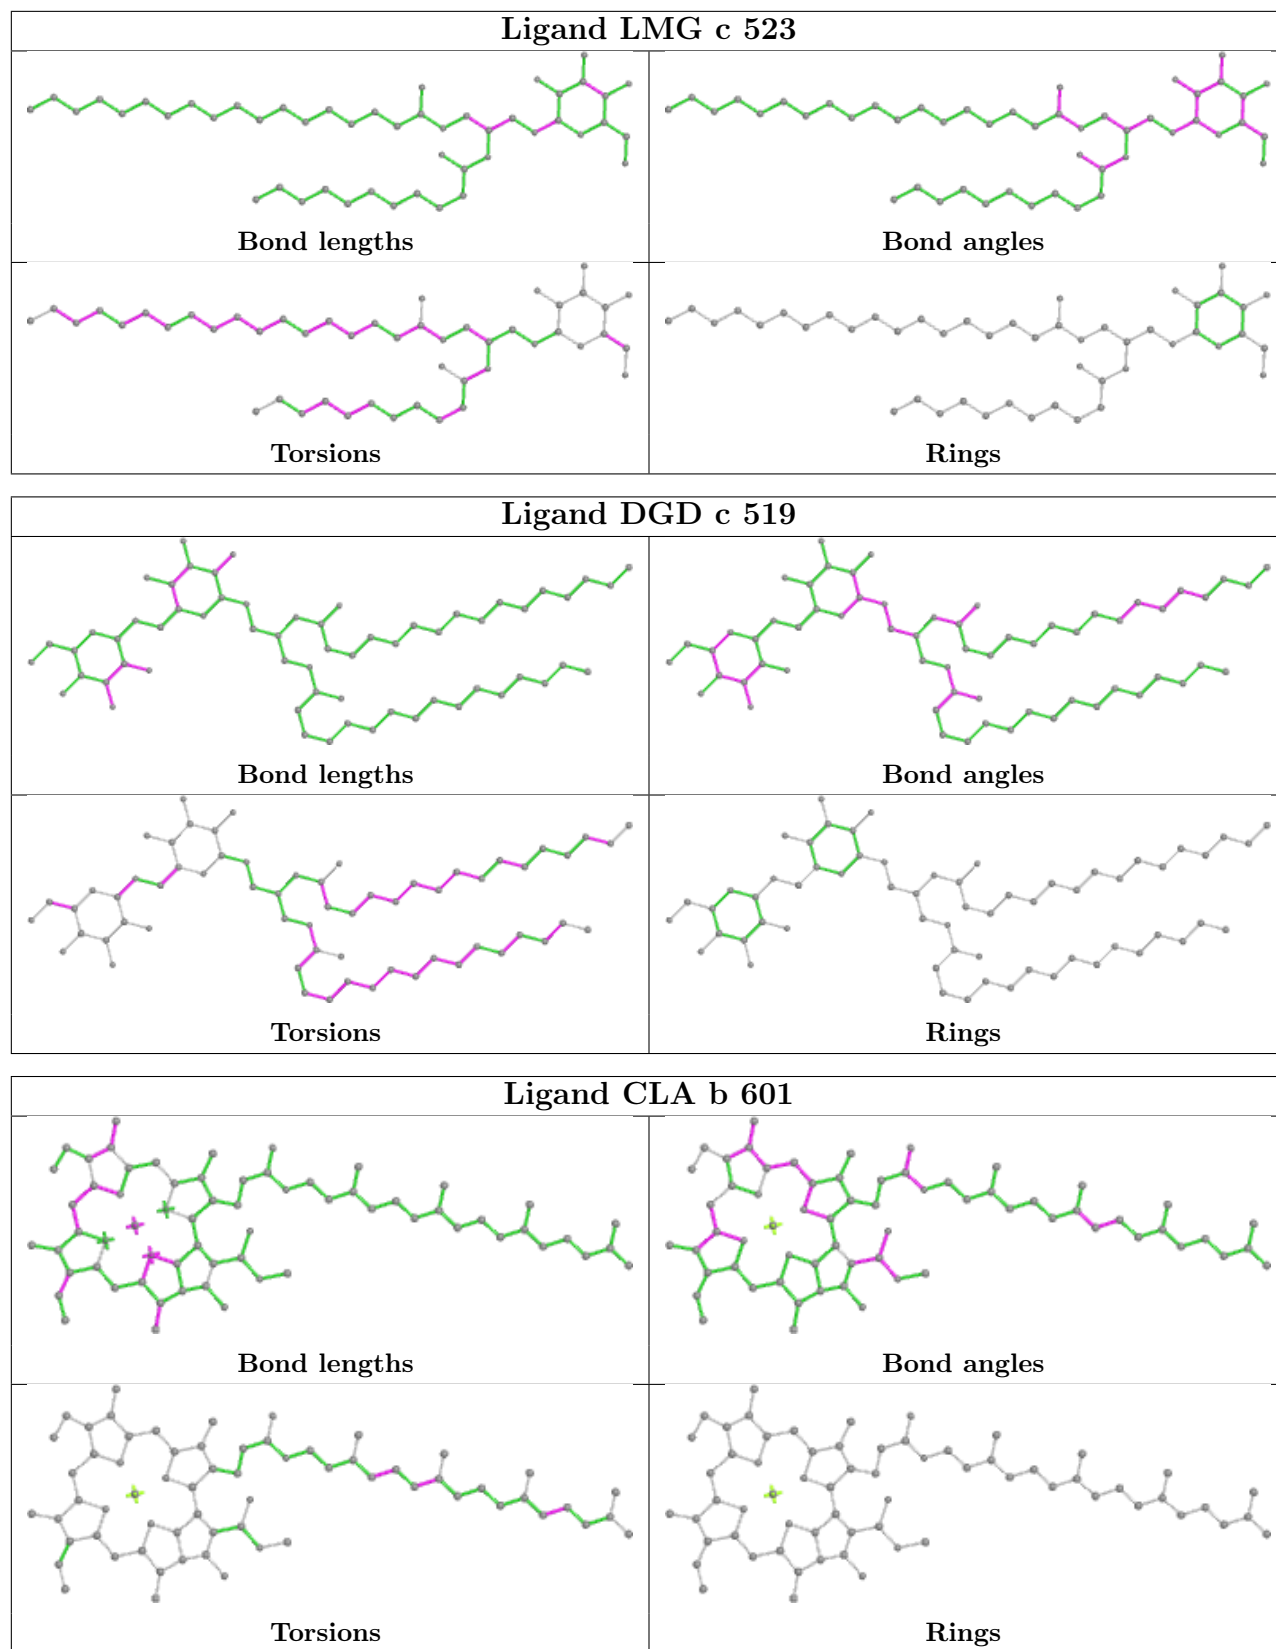 Ligand LMG c 523
Bond lengths
Bond angles
Torsions
Rings
Ligand DGD c 519
Bond lengths
Bond angles
Torsions
Rings
Ligand CLA b 601
Bond lengths
Bond angles
Torsions
Rings